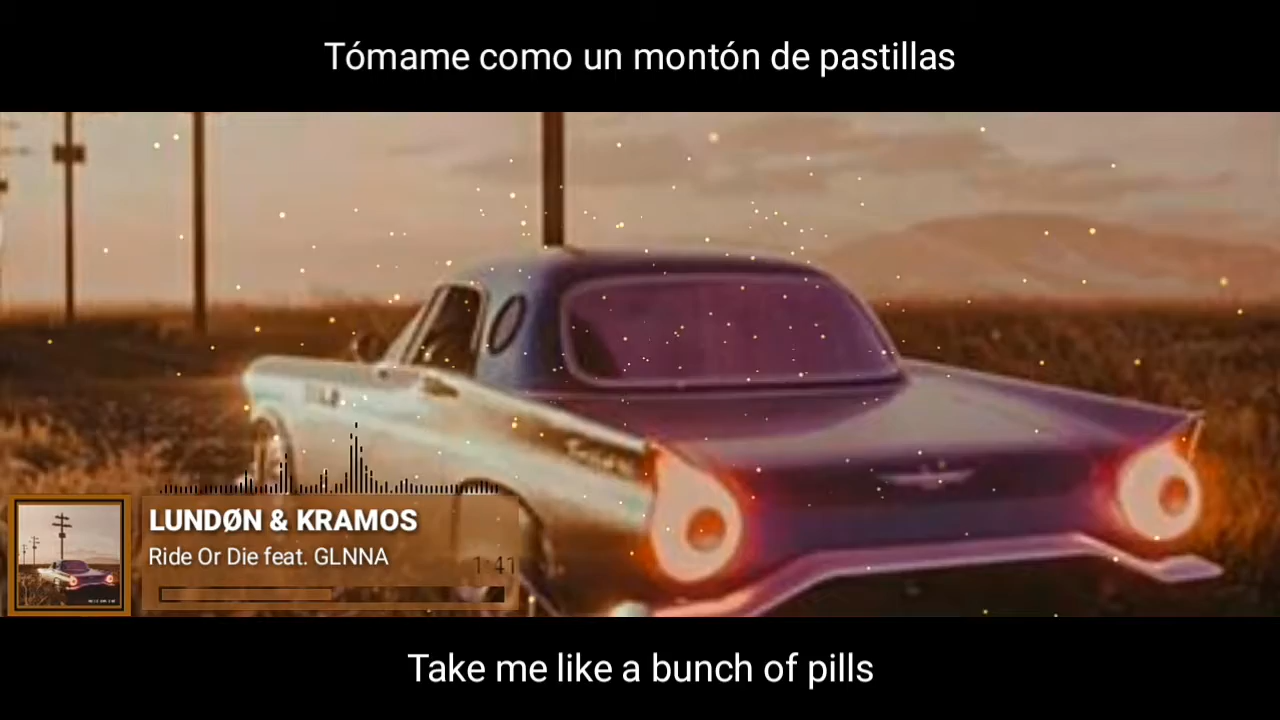 Tómame como un montón de pastillas
LUNDØN & KRAMOS
Ride Or Die feat. GLNNA
1:41
Take me like a bunch of pills